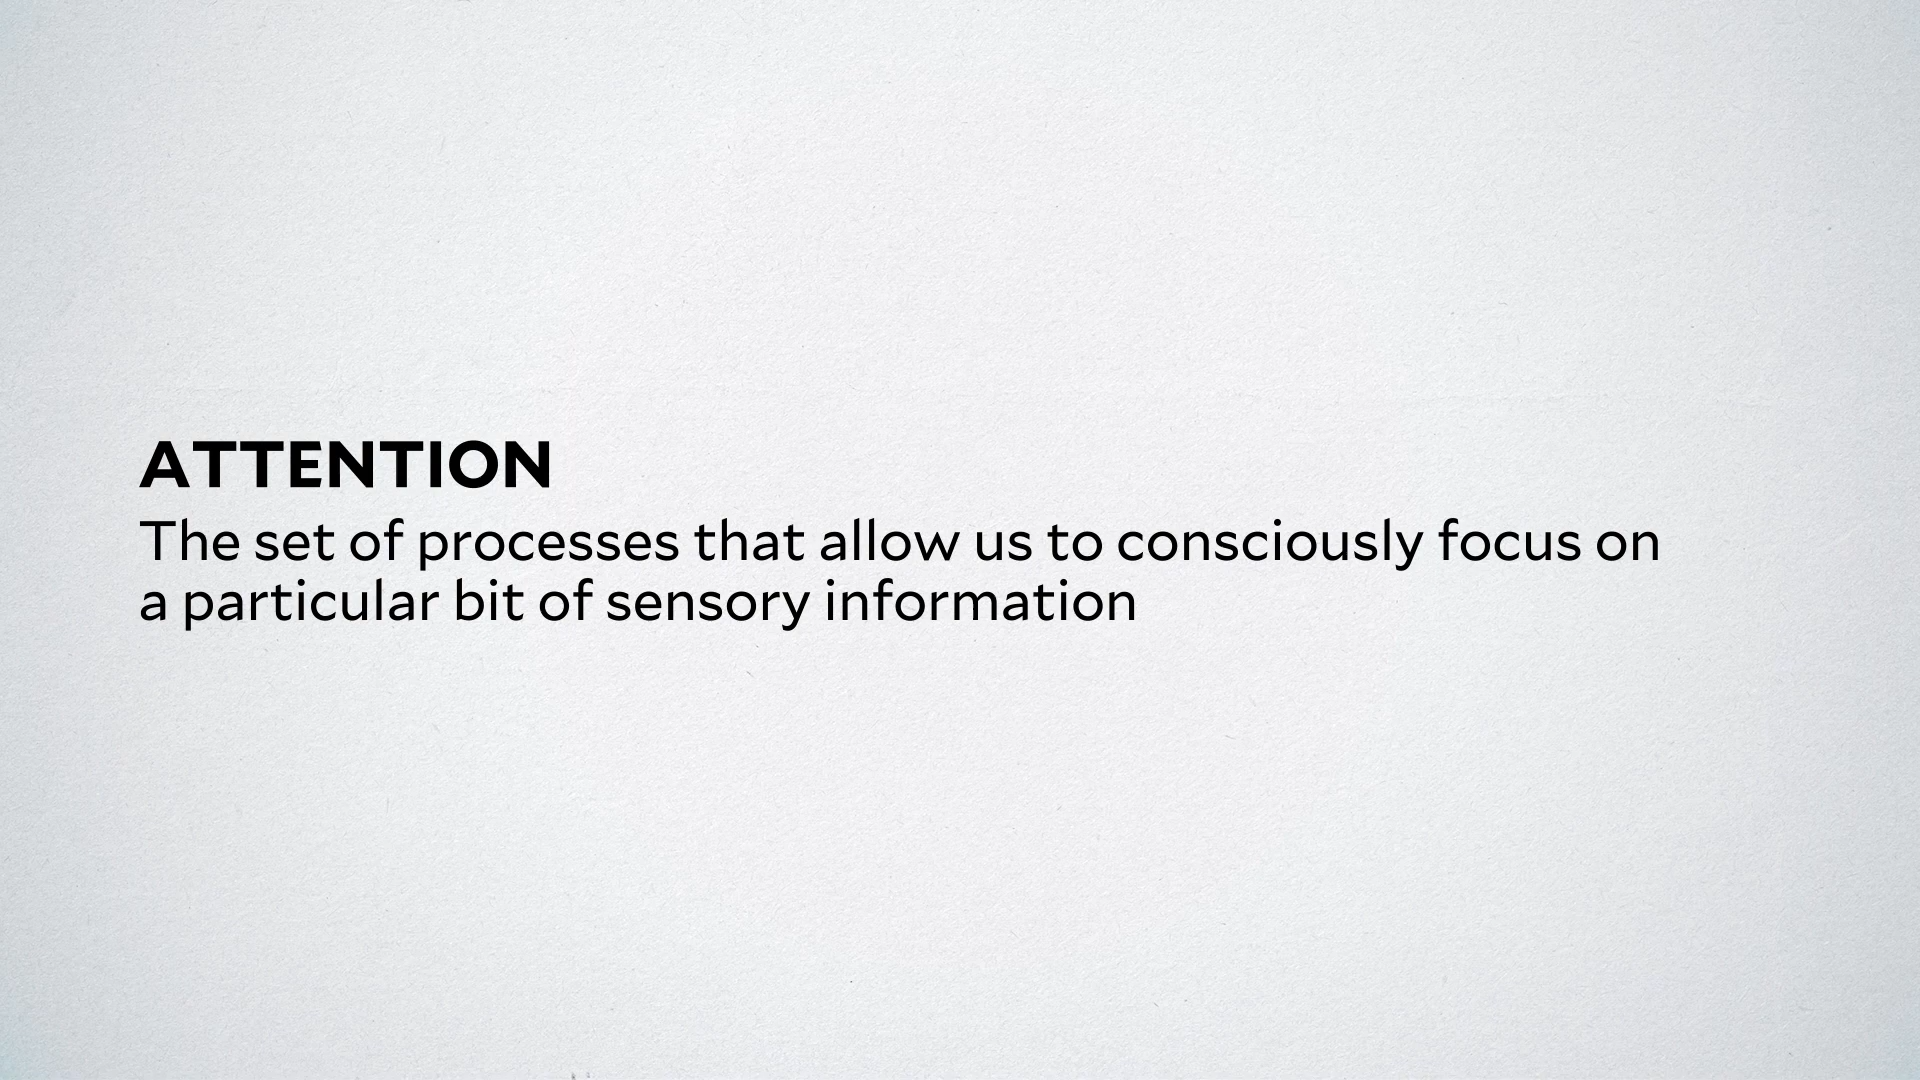 ATTENTION
The set of processes that allow us to consciously focus on
a particular bit of sensory information